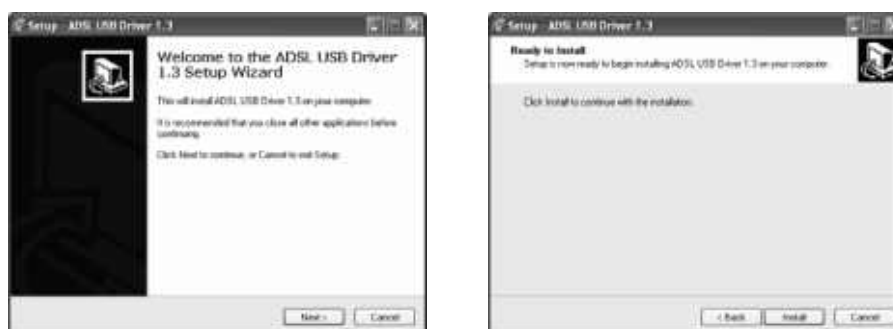 Setup - ADSL USB Driver 1.3
Welcome to the ADSL USB Driver
1.3 Setup Wizard
This will install ADSL USB Driver 1.3 on your computer.
It is recommended that you close all other applications before
continuing.
Click Next to continue, or Cancel to exit Setup.
Next >
Cancel
Setup - ADSL USB Driver 1.3
Ready to Install
Setup is now ready to begin installing ADSL USB Driver 1.3 on your computer.
Click Install to continue with the installation.
< Back
Install
Cancel